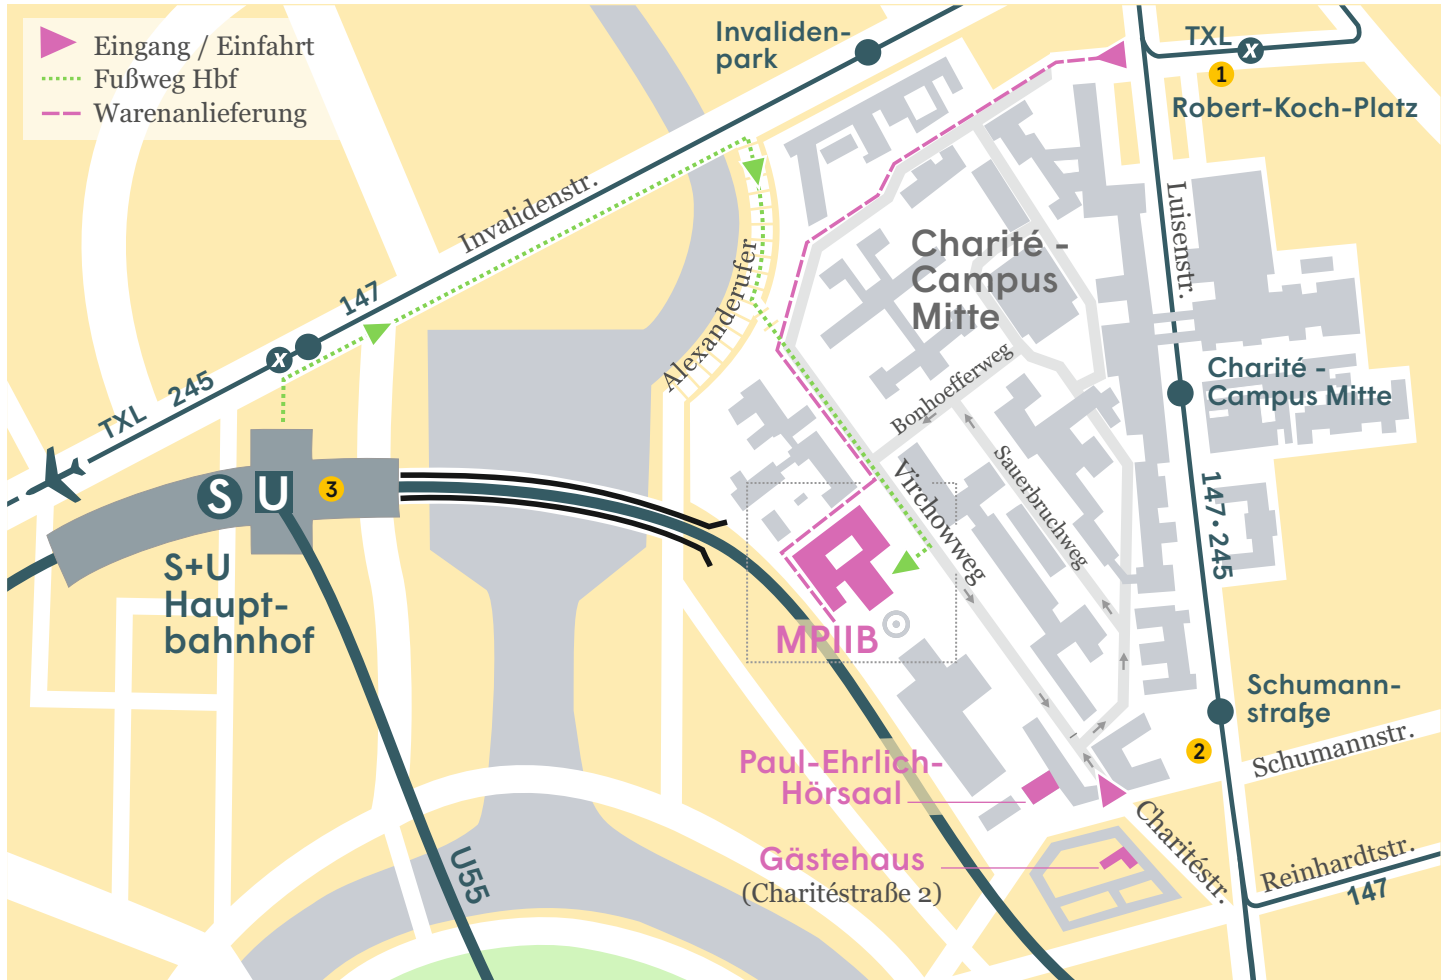 Eingang / Einfahrt
Fußweg Hbf
Warenanlieferung
Invaliden-
park
TXL
x
1
Robert-Koch-Platz
Invalidenstr.
Luisenstr.
Alexanderufer
Charité -
Campus
Mitte
147
x
TXL 245
Bonhoefferweg
Charité -
Campus Mitte
Sauerbruchweg
Virchowweg
147 • 245
S U 3
S+U
Haupt-
bahnhof
MPIIB
Schumann-
straße
2
Schumannstr.
Paul-Ehrlich-
Hörsaal
Charitéstr.
Gästehaus
(Charitéstraße 2)
Reinhardtstr.
147
U55